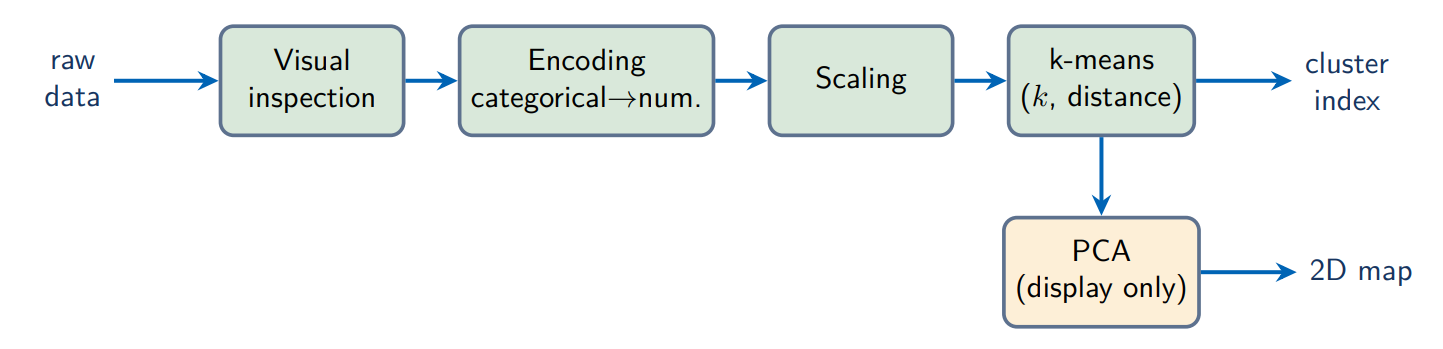 raw
data
Visual
inspection
Encoding
categorical→num.
Scaling
k-means
(k, distance)
cluster
index
PCA
(display only)
2D map